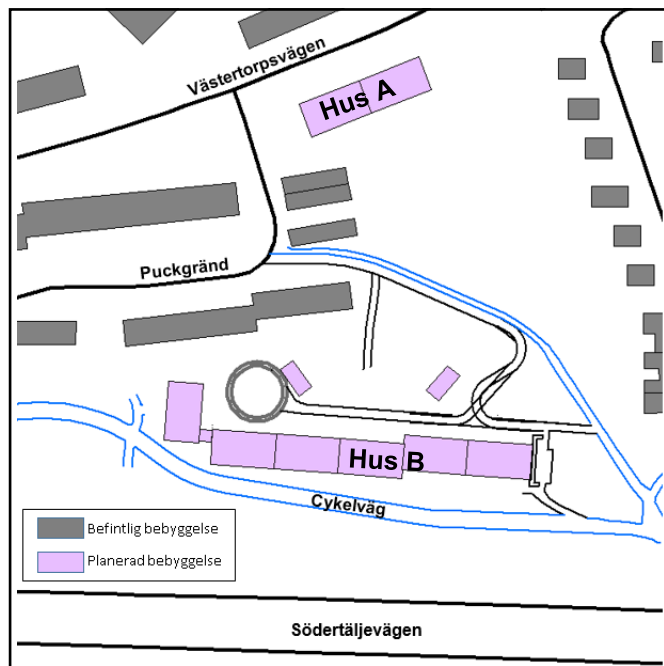 Västertorpsvägen
Hus A
Puckgränd
Hus B
Cykelväg
Befintlig bebyggelse
Planerad bebyggelse
Södertäljevägen